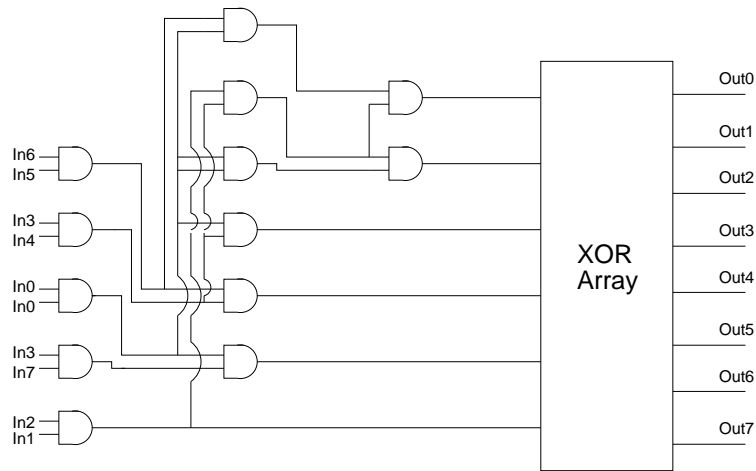 In6
In5
In3
In4
In0
In0
In3
In7
In2
In1
XOR
Array
Out0
Out1
Out2
Out3
Out4
Out5
Out6
Out7